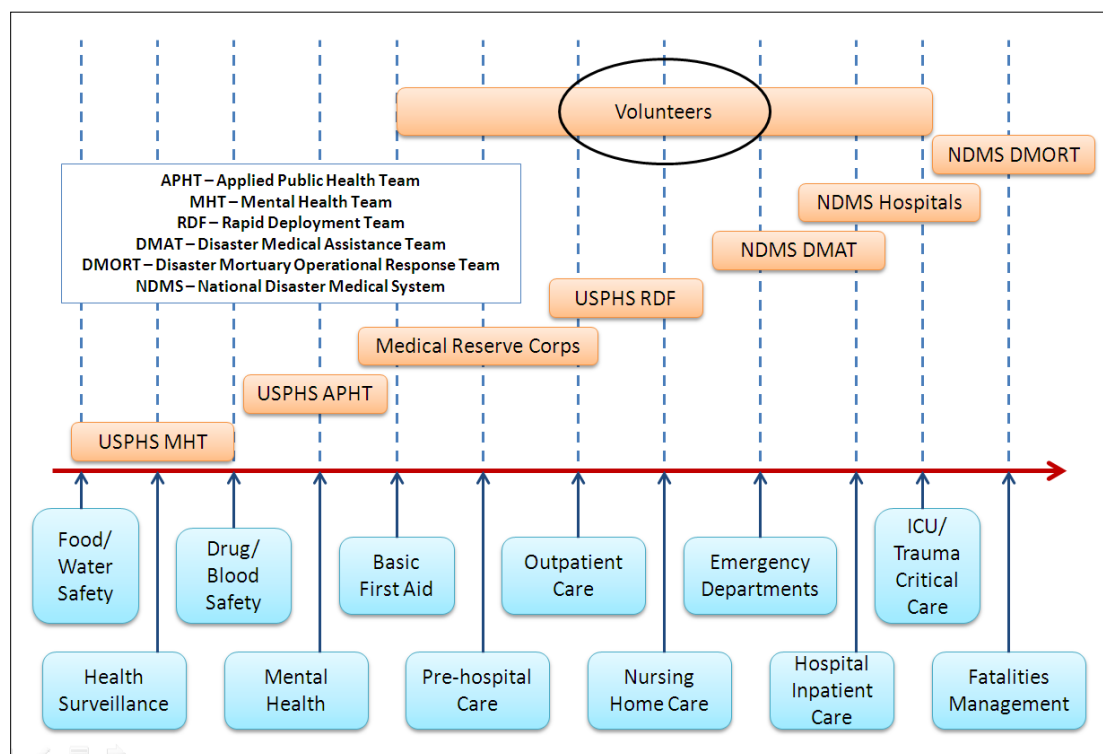 Volunteers
NDMS DMORT
APHT – Applied Public Health Team
MHT – Mental Health Team
RDF – Rapid Deployment Team
DMAT – Disaster Medical Assistance Team
DMORT – Disaster Mortuary Operational Response Team
NDMS – National Disaster Medical System
NDMS Hospitals
NDMS DMAT
USPHS RDF
Medical Reserve Corps
USPHS APHT
USPHS MHT
Food/
Water
Safety
Drug/
Blood
Safety
Basic
First Aid
Outpatient
Care
Emergency
Departments
ICU/
Trauma
Critical
Care
Health
Surveillance
Mental
Health
Pre-hospital
Care
Nursing
Home Care
Hospital
Inpatient
Care
Fatalities
Management